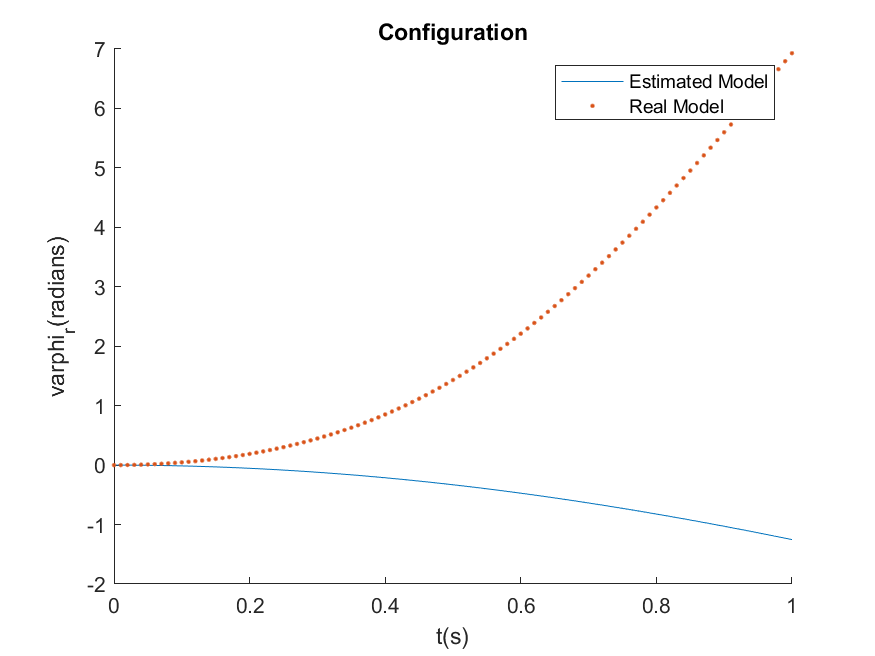 Configuration
7
6
5
4
3
2
1
0
-1
-2
varphi_r(radians)
Estimated Model
Real Model
0 0.2 0.4 0.6 0.8 1
t(s)